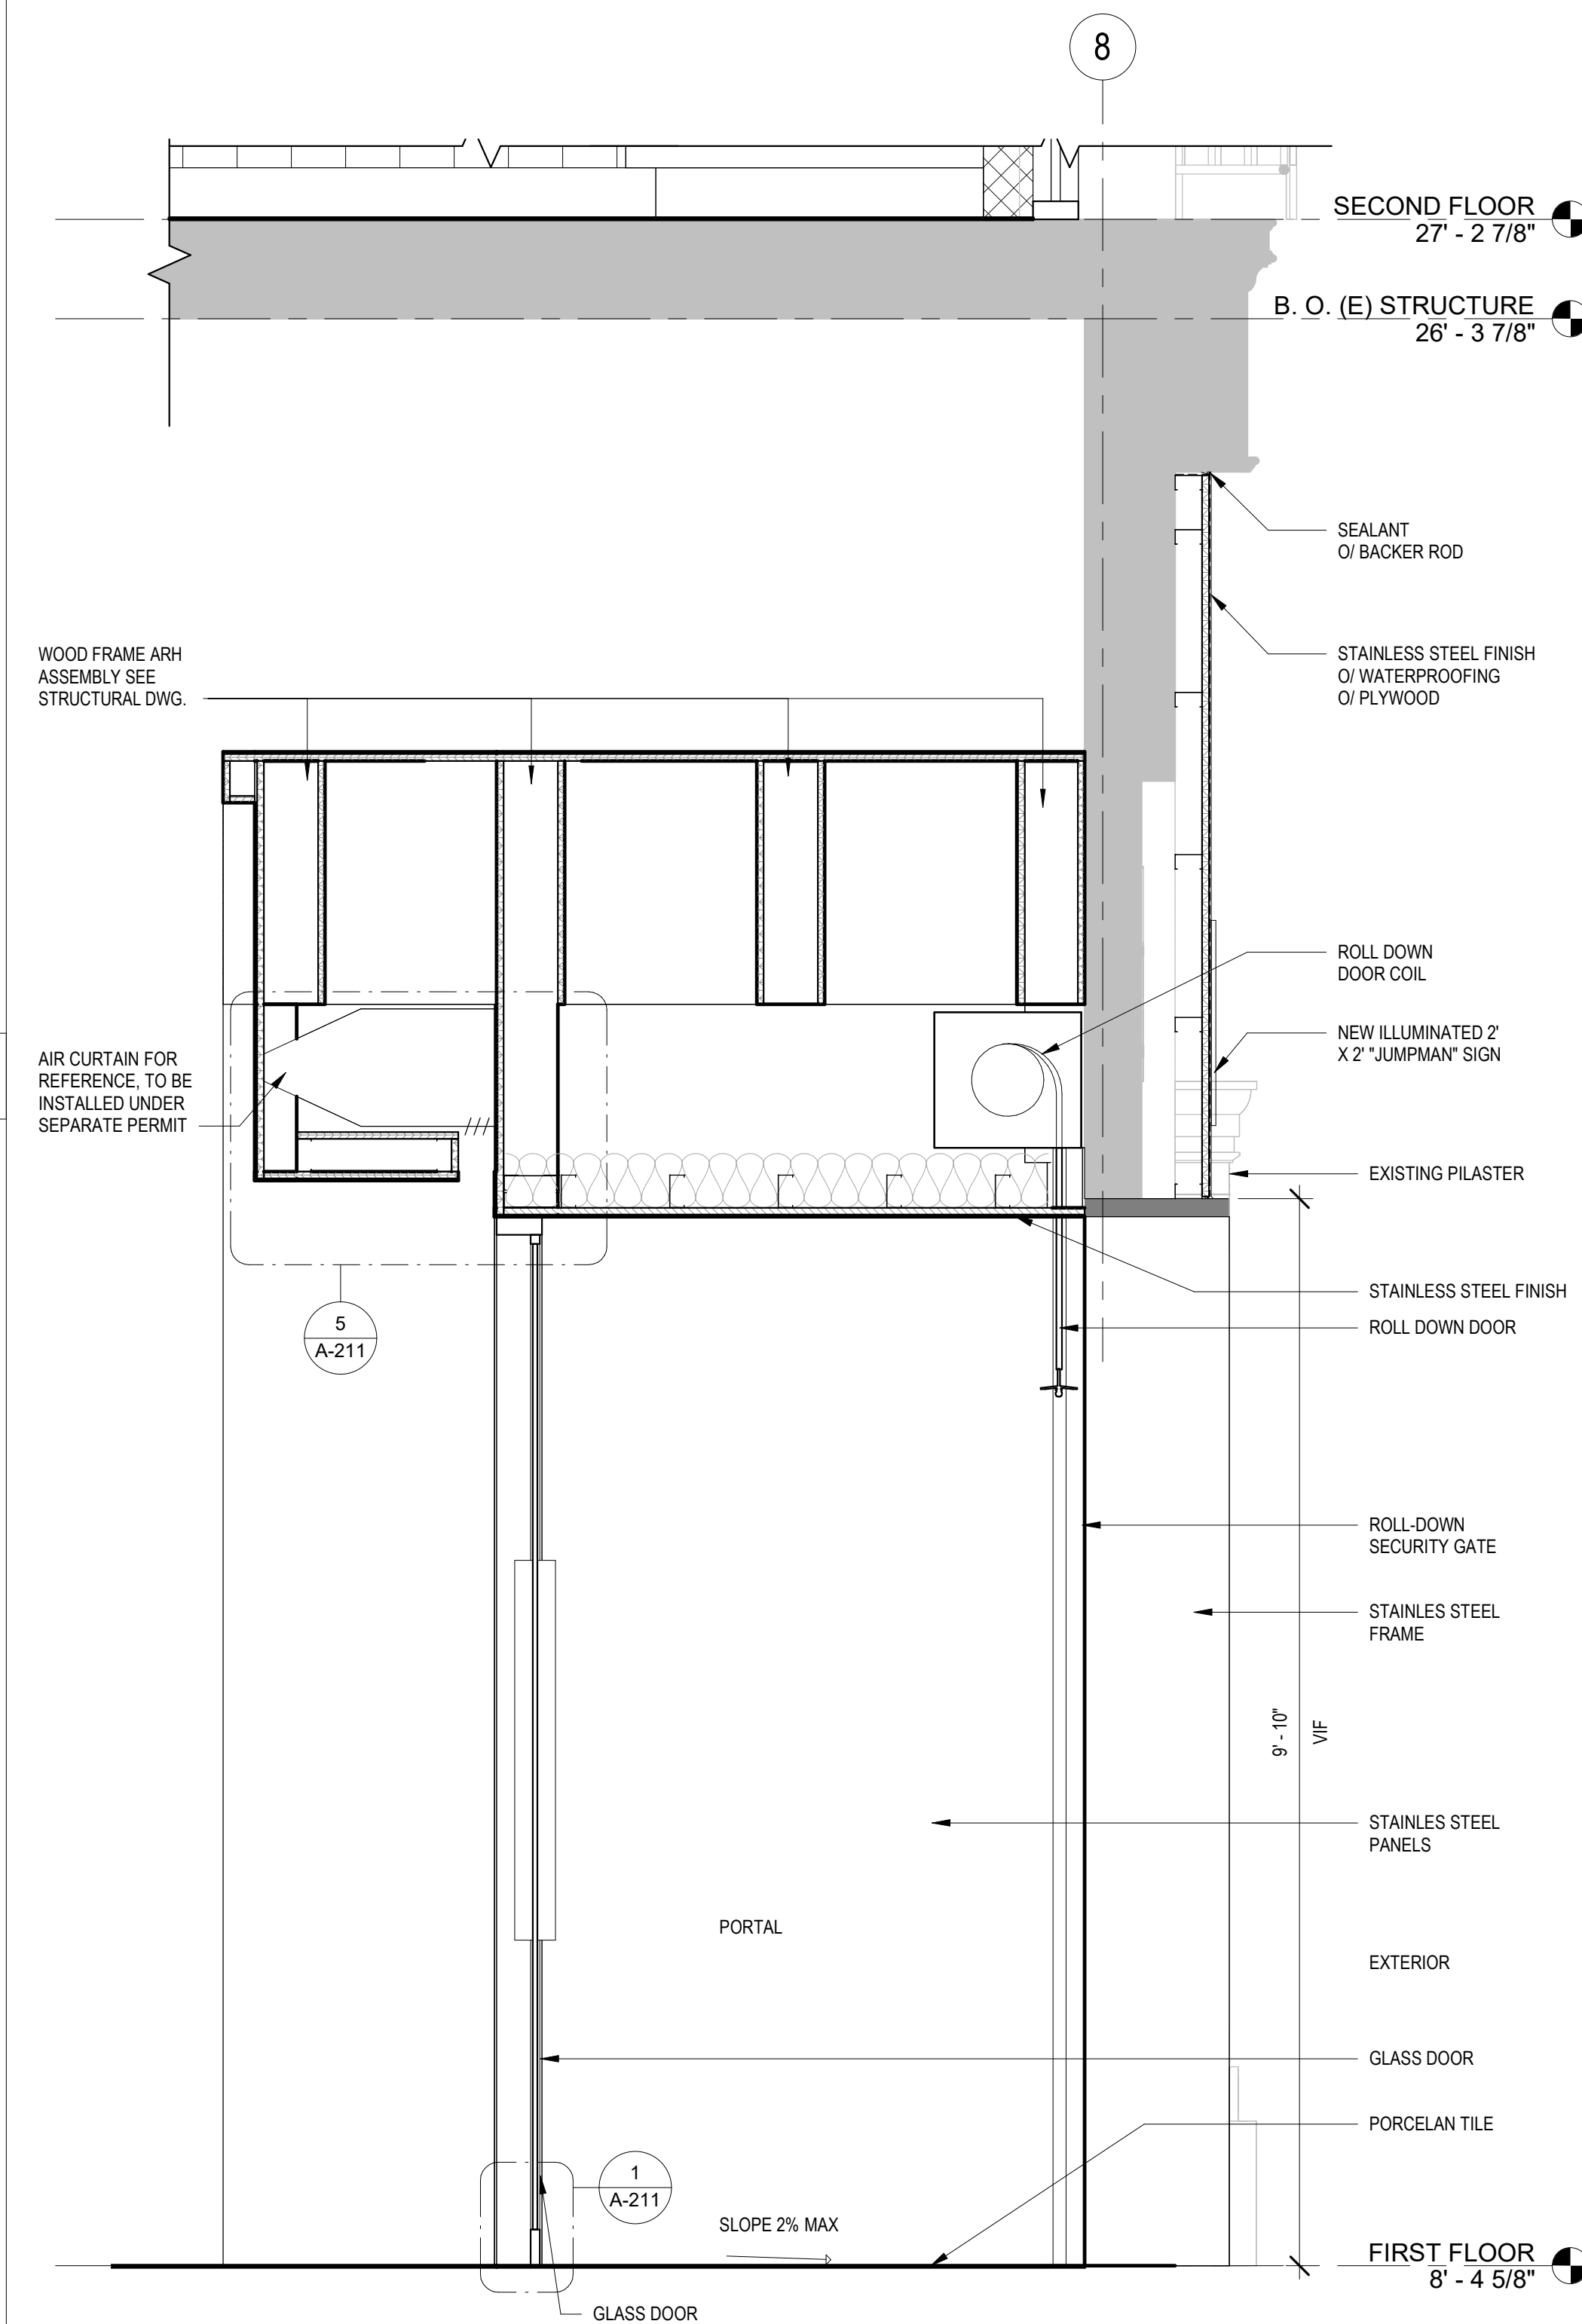 8
SECOND FLOOR
27' - 2 7/8"
B. O. (E) STRUCTURE
26' - 3 7/8"
SEALANT
O/ BACKER ROD
WOOD FRAME ARH
ASSEMBLY SEE
STRUCTURAL DWG.
STAINLESS STEEL FINISH
O/ WATERPROOFING
O/ PLYWOOD
ROLL DOWN
DOOR COIL
NEW ILLUMINATED 2'
X 2' "JUMPMAN" SIGN
AIR CURTAIN FOR
REFERENCE, TO BE
INSTALLED UNDER
SEPARATE PERMIT
EXISTING PILASTER
STAINLESS STEEL FINISH
ROLL DOWN DOOR
5
A-211
ROLL-DOWN
SECURITY GATE
STAINLES STEEL
FRAME
9' - 10"
VIF
STAINLES STEEL
PANELS
PORTAL
EXTERIOR
GLASS DOOR
PORCELAN TILE
1
A-211
SLOPE 2% MAX
FIRST FLOOR
8' - 4 5/8"
GLASS DOOR